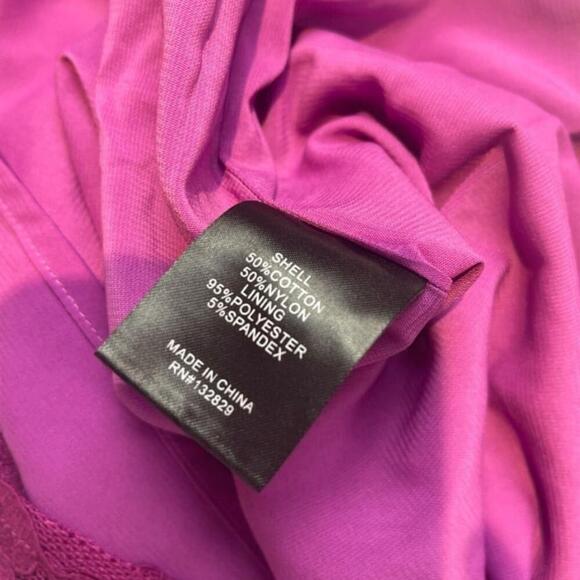 SHELL
50%COTTON
50%NYLON
LINING
95%POLYESTER
5%SPANDEX
MADE IN CHINA
RN#132829